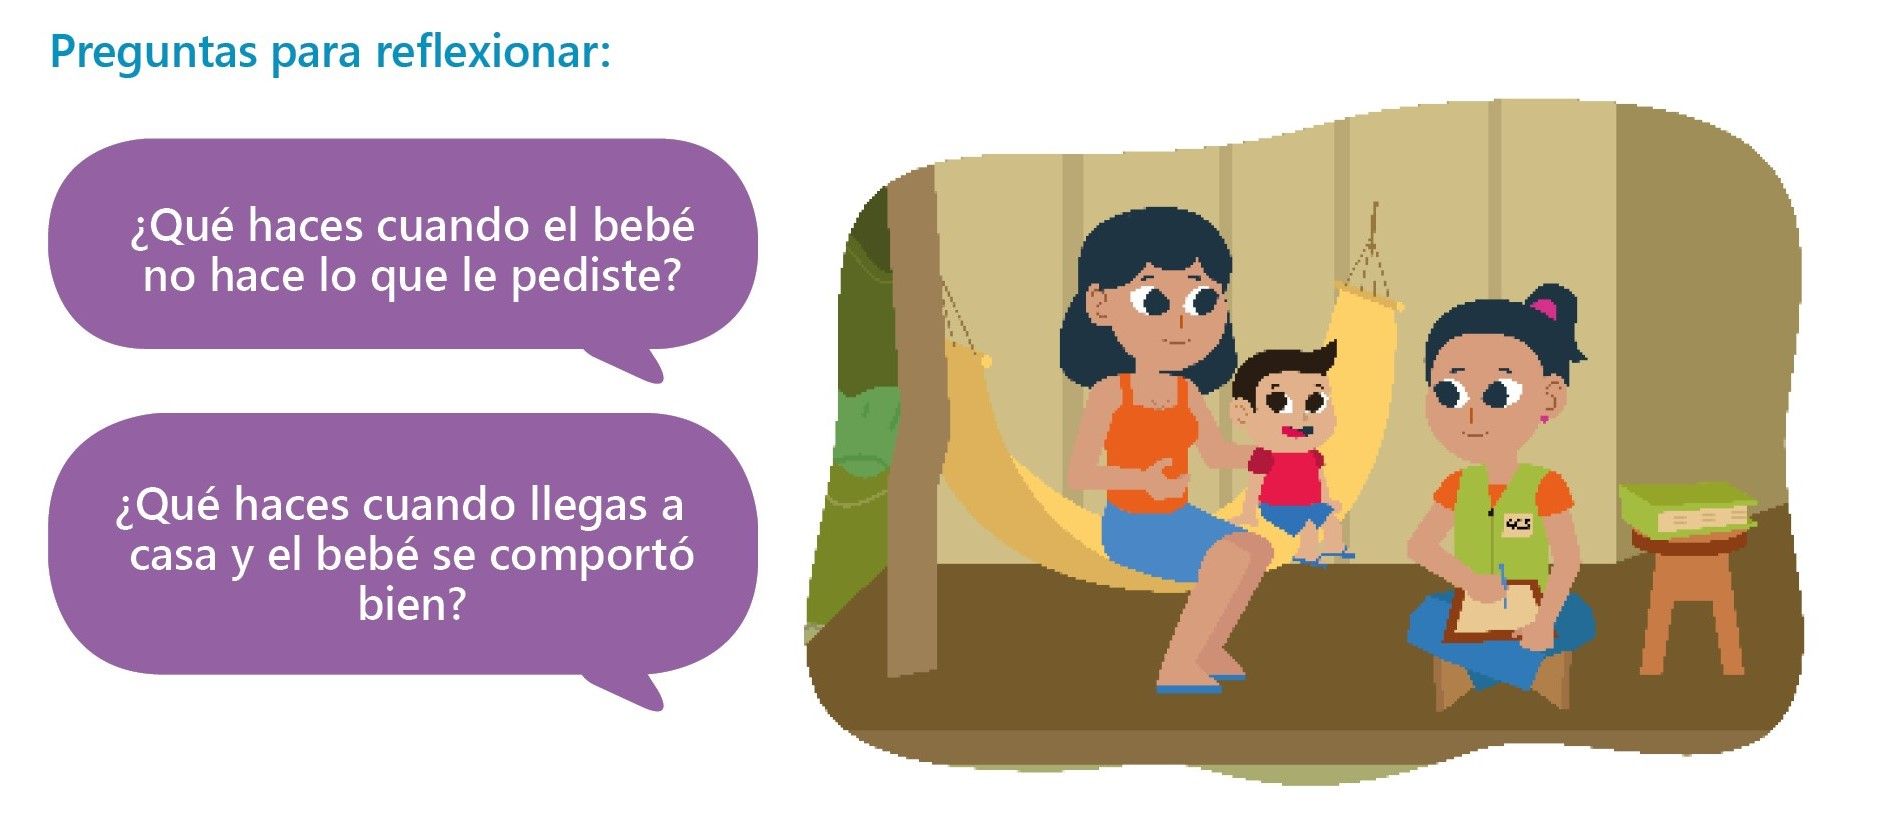 Preguntas para reflexionar:
¿Qué haces cuando el bebé
no hace lo que le pediste?
¿Qué haces cuando llegas a
casa y el bebé se comportó
bien?